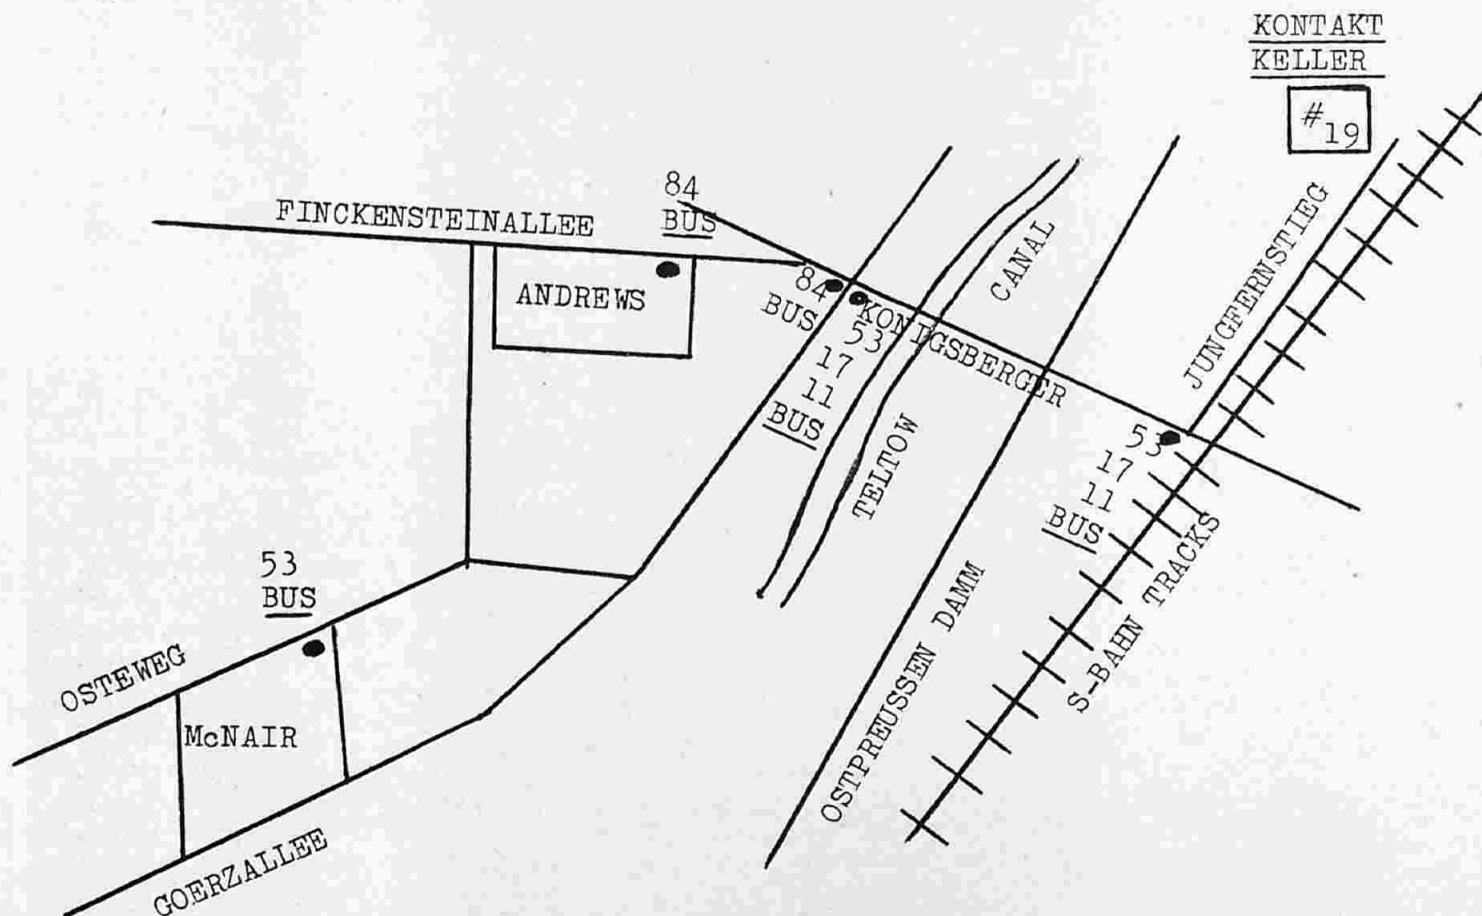 KONTAKT
KELLER
#19
84
BUS
FINCKENSTEINALLEE
ANDREWS
84
BUS
KONIGSBERGER
53
17
11
BUS
CANAL
TELTOW
JUNGFERNSTIEG
53
17
11
BUS
S-BAHN TRACKS
OSTPREUSSEN DAMM
53
BUS
OSTEWEG
McNAIR
GOERZALLEE